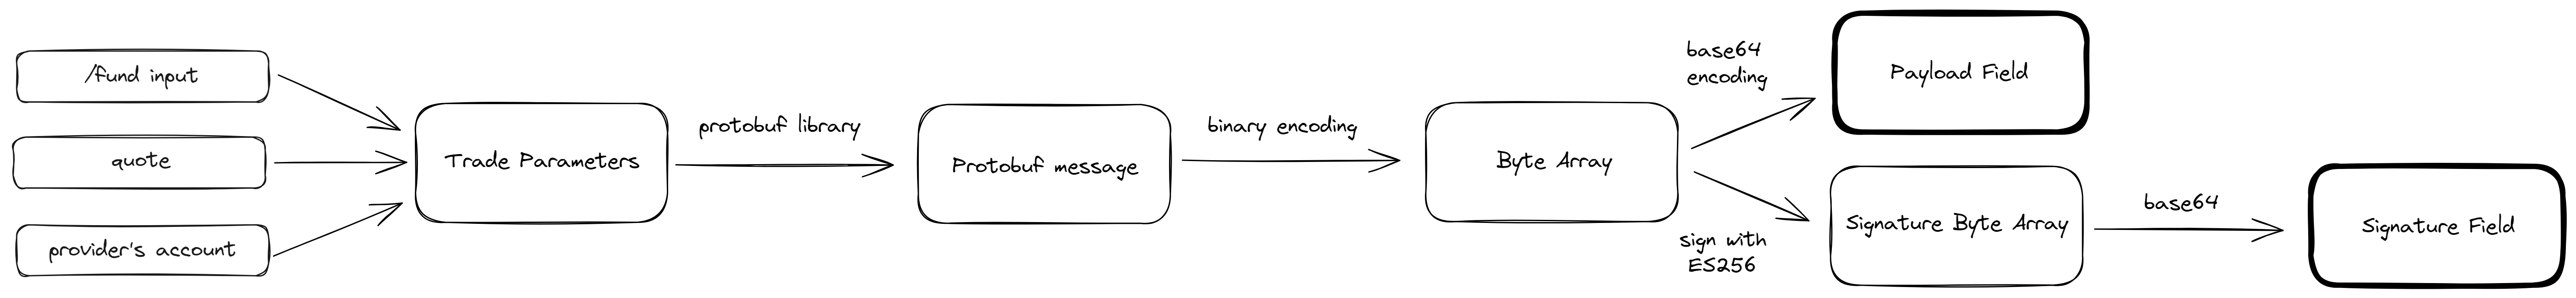 /fund input
quote
provider's account
Trade Parameters
protobuf library
Protobuf message
binary encoding
Byte Array
base64
encoding
Payload Field
sign with
ES256
Signature Byte Array
base64
Signature Field